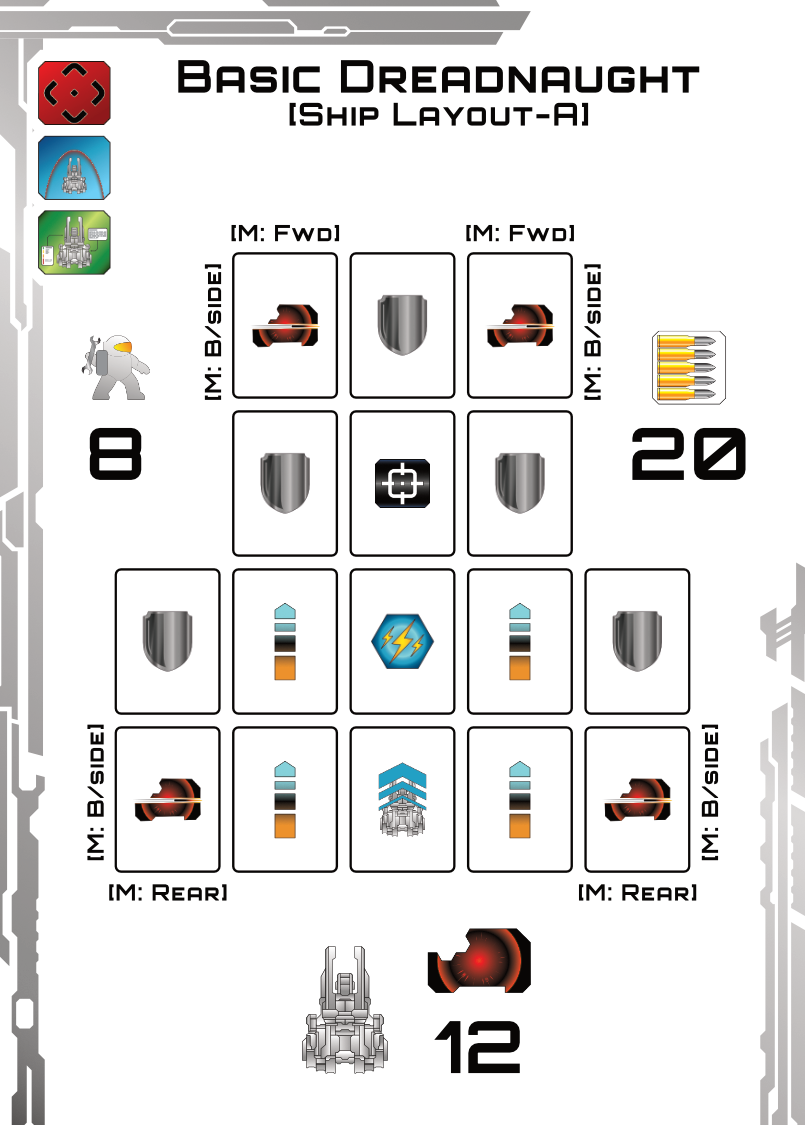 Basic Dreadnaught
[Ship Layout-A]
[M: Fwd]
[M: Fwd]
[M: B/side]
[M: B/side]
8
20
[M: B/side]
[M: B/side]
[M: Rear]
[M: Rear]
12